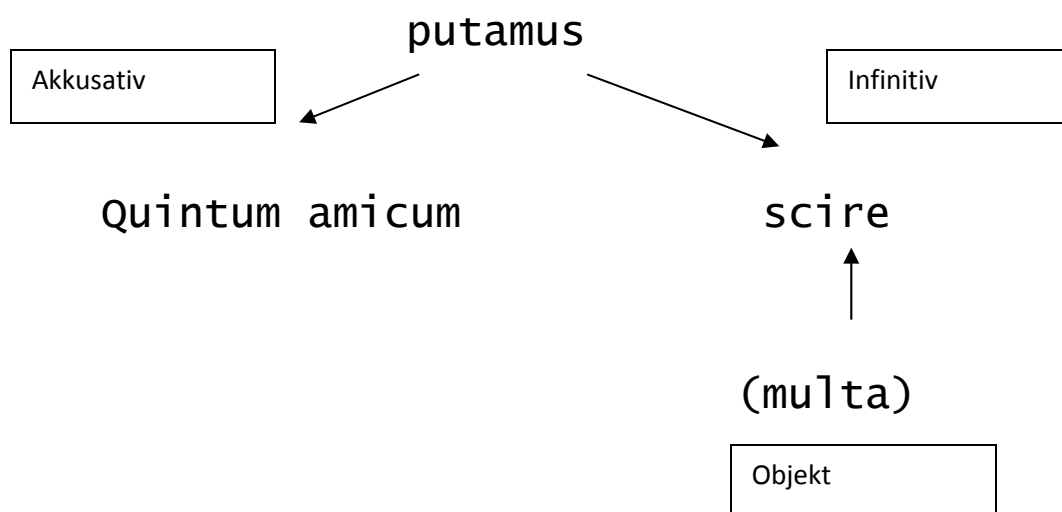 putamus
Akkusativ
Infinitiv
Quintum amicum
scire
(multa)
Objekt